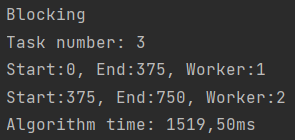 Blocking
Task number: 3
Start:0, End:375, Worker:1
Start:375, End:750, Worker:2
Algorithm time: 1519,50ms